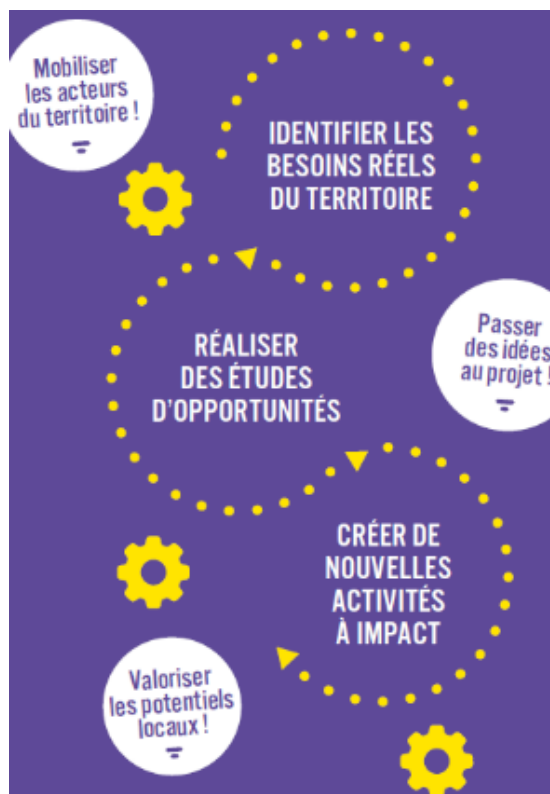 Mobiliser
les acteurs
du territoire !
IDENTIFIER LES
BESOINS RÉELS
DU TERRITOIRE
Passer
des idées
au projet !
RÉALISER
DES ÉTUDES
D'OPPORTUNITÉS
CRÉER DE
NOUVELLES
ACTIVITÉS
À IMPACT
Valoriser
les potentiels
locaux !